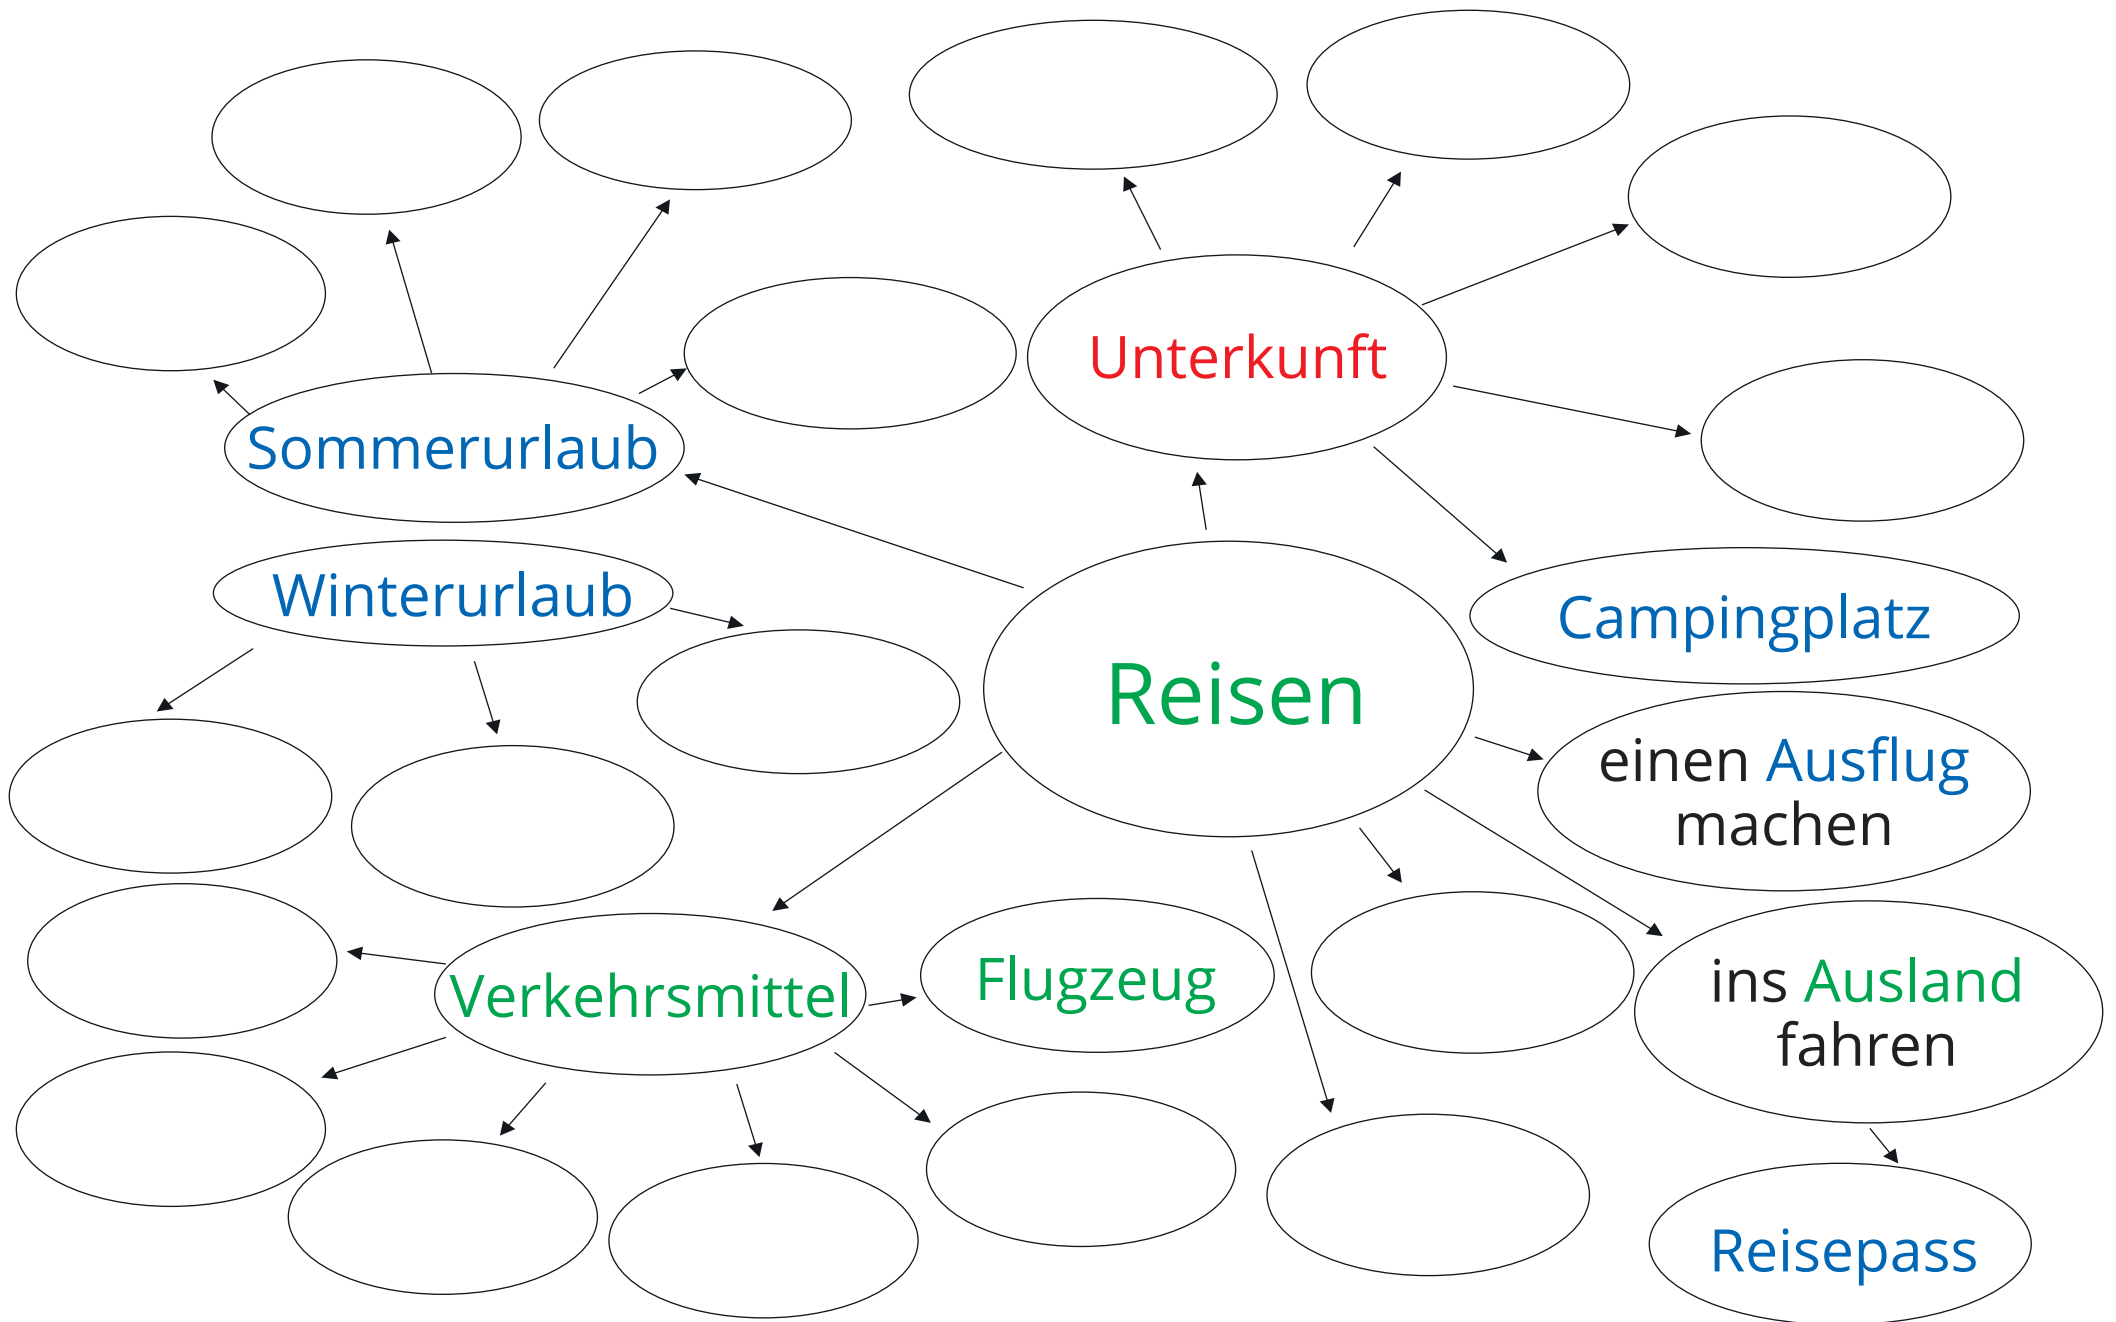 Unterkunft
Sommerurlaub
Winterurlaub
Campingplatz
Reisen
einen Ausflug
machen
Flugzeug
Verkehrsmittel
ins Ausland
fahren
Reisepass